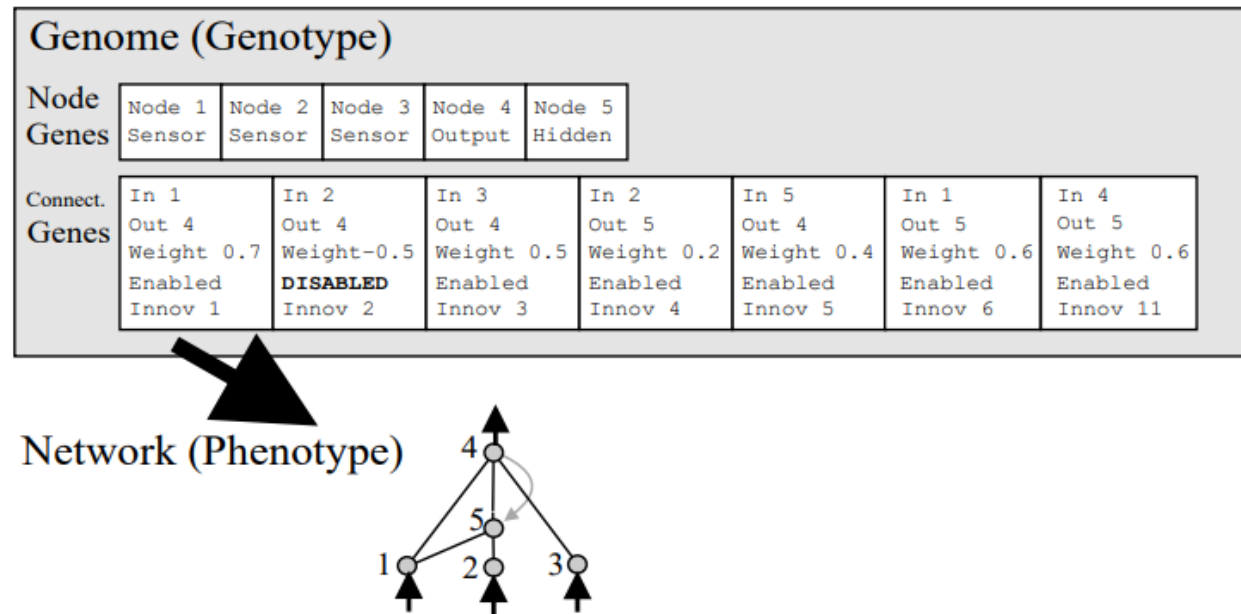 Genome (Genotype)
Node Genes
Node 1 Node 2 Node 3 Node 4 Node 5
Sensor Sensor Sensor Output Hidden
Connect. Genes
In 1 In 2 In 3 In 2 In 5 In 1 In 4
Out 4 Out 4 Out 4 Out 5 Out 4 Out 5 Out 5
Weight 0.7 Weight-0.5 Weight 0.5 Weight 0.2 Weight 0.4 Weight 0.6 Weight 0.6
Enabled DISABLED Enabled Enabled Enabled Enabled Enabled
Innov 1 Innov 2 Innov 3 Innov 4 Innov 5 Innov 6 Innov 11
Network (Phenotype)
4
5
1 2 3